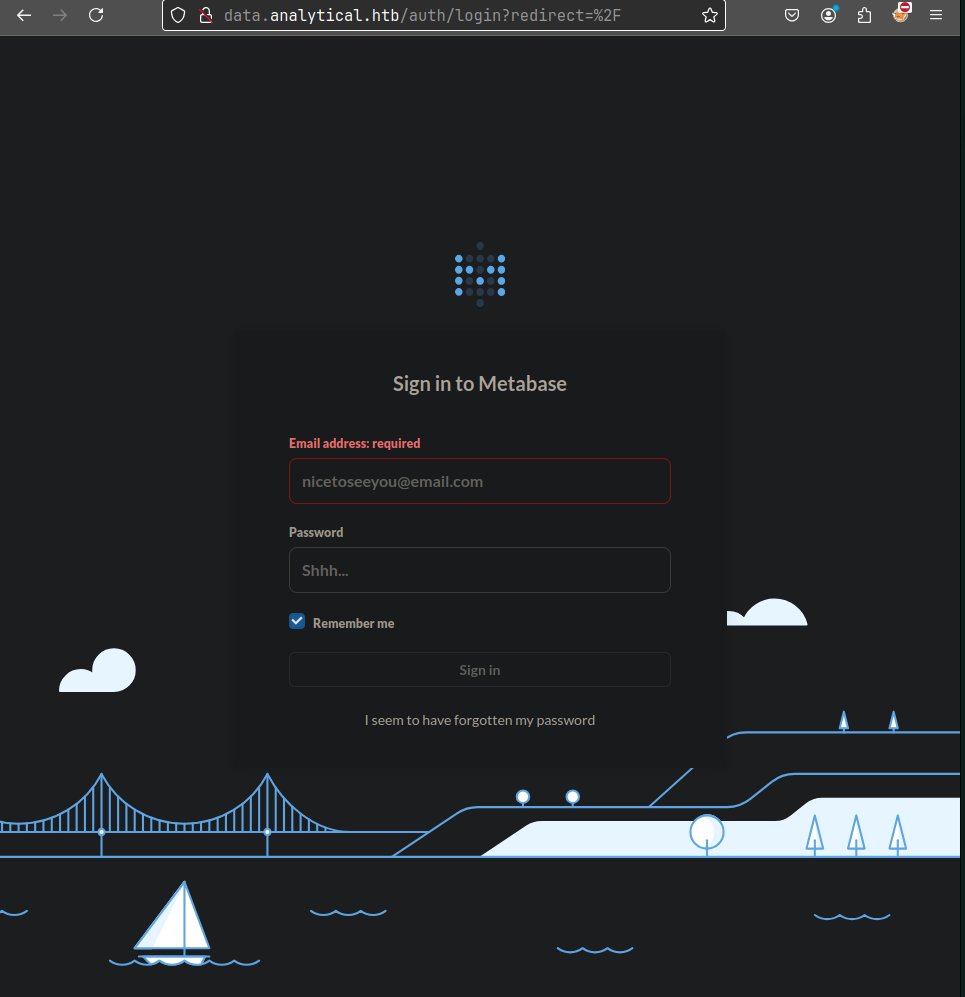 data.analytical.htb/auth/login?redirect=%2F
Sign in to Metabase
Email address: required
nicetoseeyou@email.com
Password
Shhh...
Remember me
Sign in
I seem to have forgotten my password